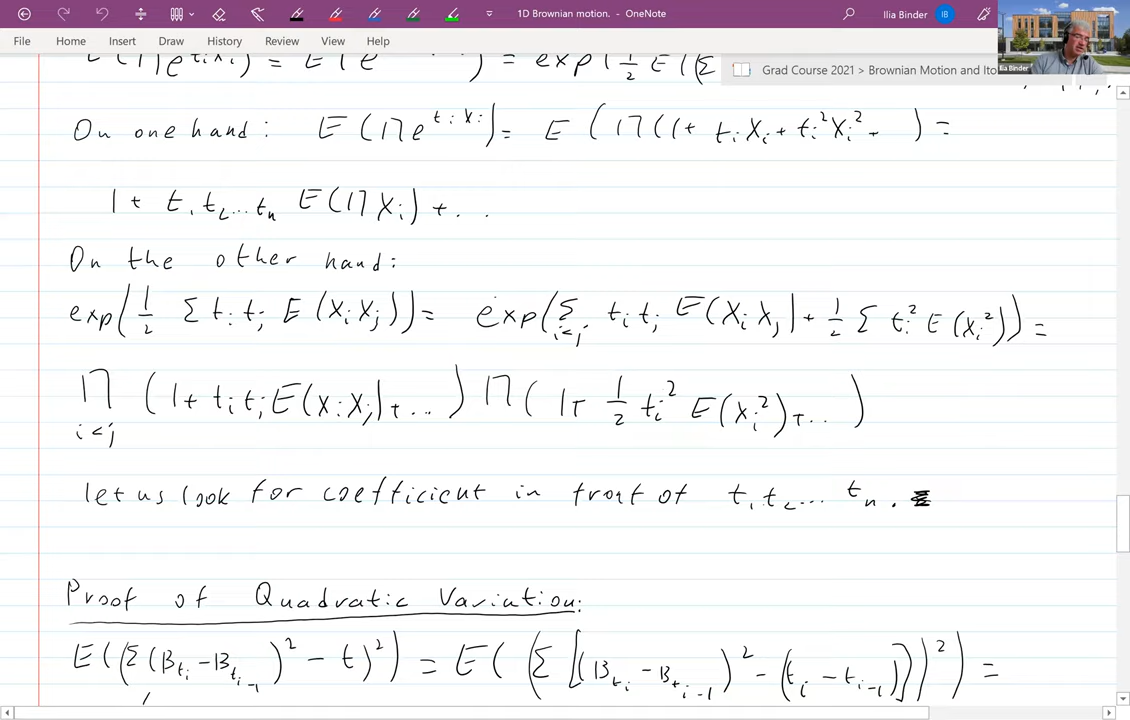 1D Brownian motion. - OneNote
Ilia Binder IB
File Home Insert Draw History Review View Help
Ilia Binder
Grad Course 2021 > Brownian Motion and Ito
On one hand: E(∏e^{t_i X_i}) = E(∏(1 + t_i X_i + t_i^2 X_i^2 + ) =
1 + t_1 t_2 ... t_n E(∏X_i) + ...
On the other hand:
exp(1/2 Σ t_i t_j E(X_i X_j)) = exp(Σ_{i<j} t_i t_j E(X_i X_j) + 1/2 Σ t_i^2 E(X_i^2)) =
∏_{i<j} (1 + t_i t_j E(X_i X_j) + ...) ∏(1 + 1/2 t_i^2 E(X_i^2) + ...)
let us look for coefficient in front of t_1 t_2 ... t_n.
Proof of Quadratic Variation:
E((Σ(B_{t_i} - B_{t_{i-1}})^2 - t)^2) = E((Σ[(B_{t_i} - B_{t_{i-1}})^2 - (t_i - t_{i-1})])^2) =